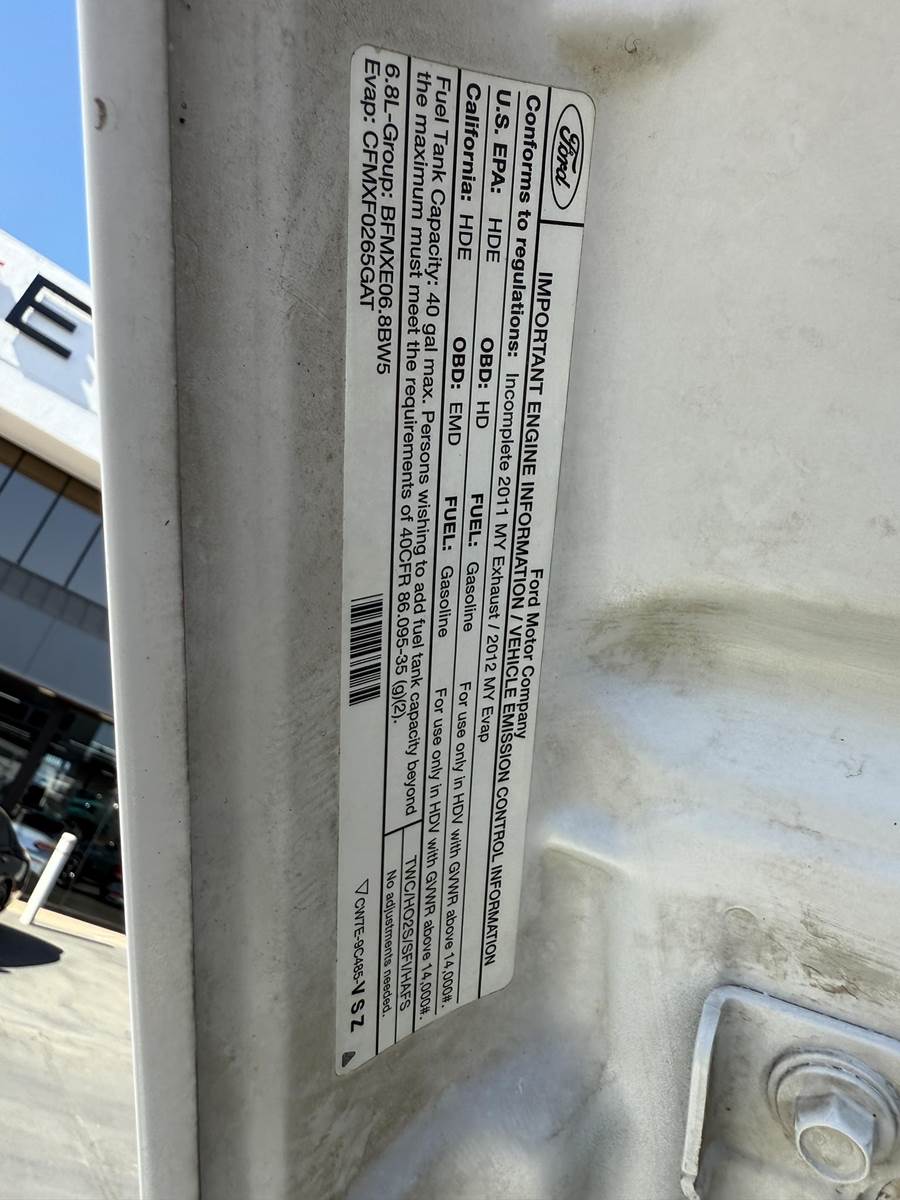 Ford
Ford Motor Company
IMPORTANT ENGINE INFORMATION / VEHICLE EMISSION CONTROL INFORMATION
Conforms to regulations: Incomplete 2011 MY Exhaust / 2012 MY Evap
U.S. EPA: HDE OBD: HD FUEL: Gasoline For use only in HDV with GVWR above 14,000#.
California: HDE OBD: EMD FUEL: Gasoline For use only in HDV with GVWR above 14,000#.
Fuel Tank Capacity: 40 gal max. Persons wishing to add fuel tank capacity beyond
the maximum must meet the requirements of 40CFR 86.095-35 (g)(2).
TWC/HO2S/SFI/HAFS
No adjustments needed.
6.8L-Group: BFMXE06.8BW5
Evap: CFMXF0265GAT
CW7E-9C485-V S Z
E